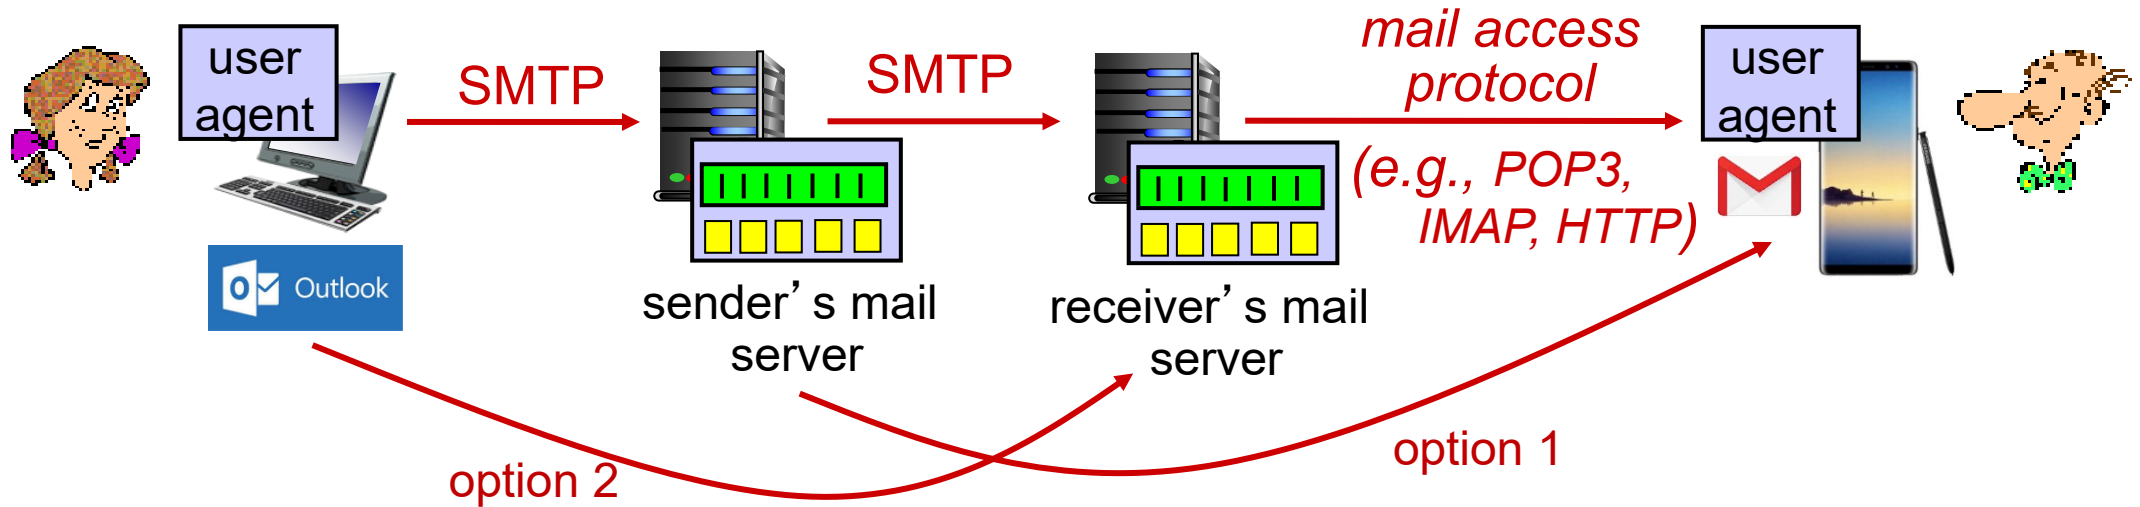 user
agent
SMTP
SMTP
mail access
protocol
(e.g., POP3,
IMAP, HTTP)
user
agent
Outlook
sender’s mail
server
receiver’s mail
server
option 2
option 1